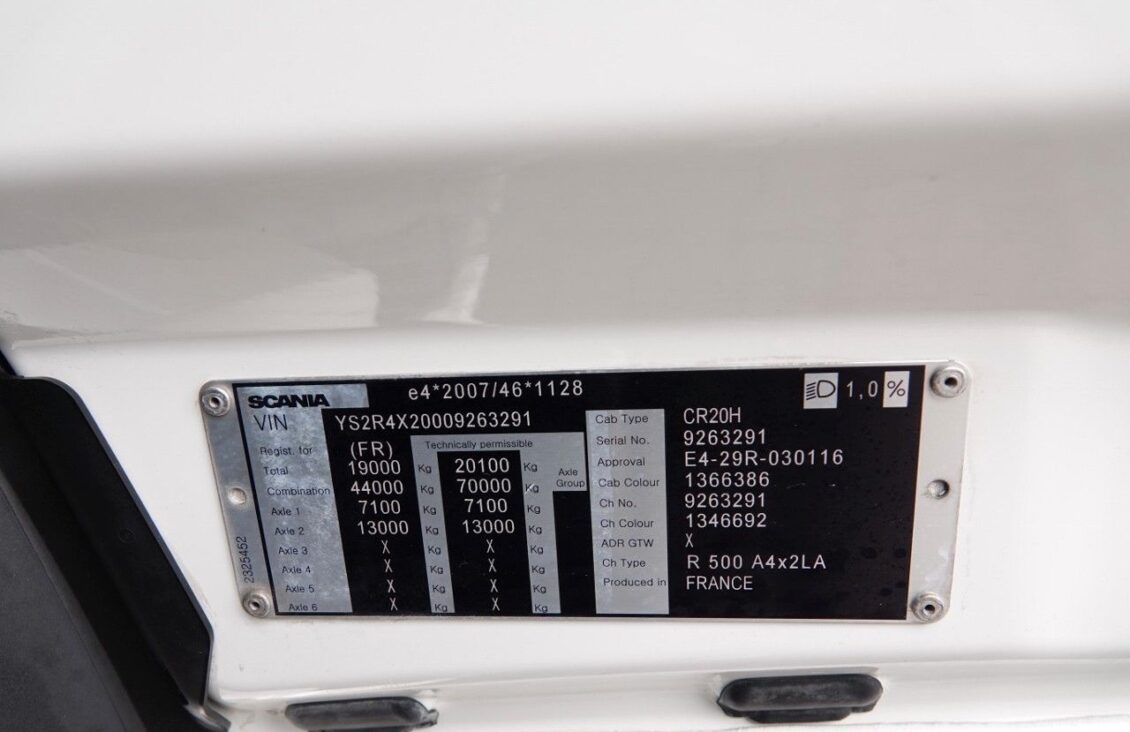 SCANIA e4*2007/46*1128 1,0 %
VIN YS2R4X20009263291
Regist. for (FR) Technically permissible
Total 19000 Kg 20100 Kg Axle Group
Combination 44000 Kg 70000 Kg
Axle 1 7100 Kg 7100 Kg
Axle 2 13000 Kg 13000 Kg
Axle 3 X Kg X Kg
Axle 4 X Kg X Kg
Axle 5 X Kg X Kg
Axle 6 X Kg X Kg
Cab Type CR20H
Serial No. 9263291
Approval E4-29R-030116
Cab Colour 1366386
Ch No. 9263291
Ch Colour 1346692
ADR GTW X
Ch Type R 500 A4x2LA
Produced in FRANCE
2325452